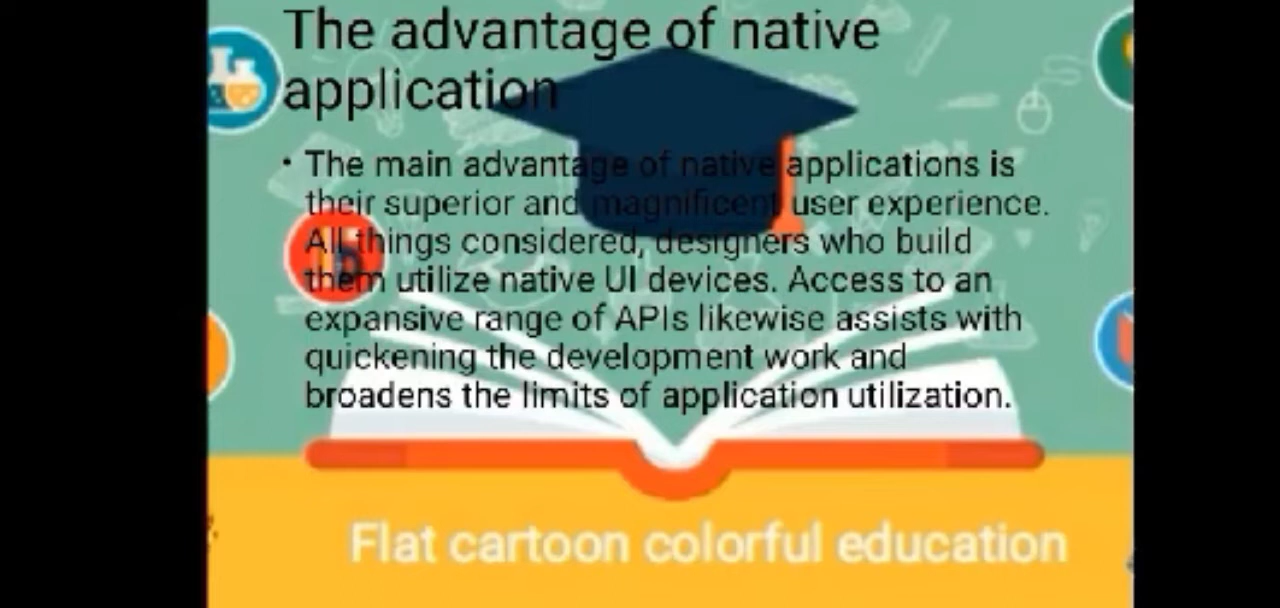 The advantage of native
application
• The main advantage of native applications is
their superior and magnificent user experience.
All things considered, designers who build
them utilize native UI devices. Access to an
expansive range of APIs likewise assists with
quickening the development work and
broadens the limits of application utilization.
Flat cartoon colorful education